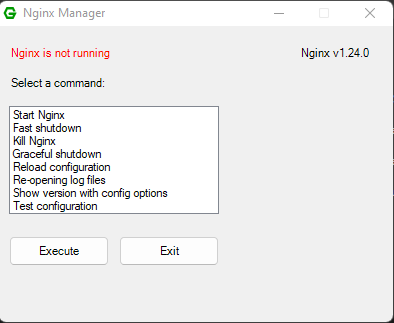 Nginx Manager
Nginx is not running
Nginx v1.24.0
Select a command:
Start Nginx
Fast shutdown
Kill Nginx
Graceful shutdown
Reload configuration
Re-opening log files
Show version with config options
Test configuration
Execute
Exit